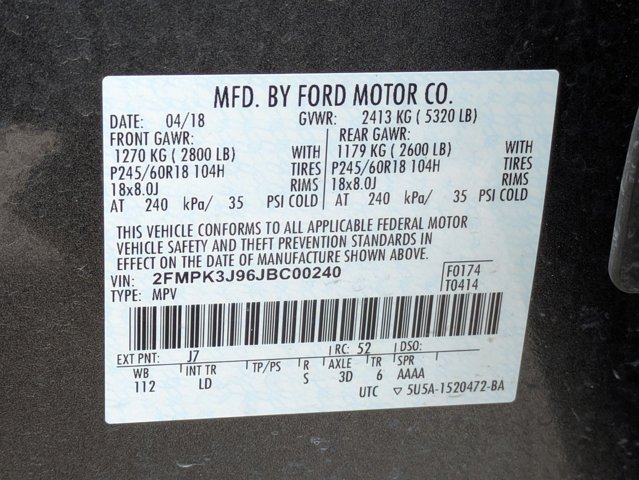 MFD. BY FORD MOTOR CO.
DATE: 04/18 GVWR: 2413 KG ( 5320 LB)
FRONT GAWR: REAR GAWR:
1270 KG ( 2800 LB) WITH 1179 KG ( 2600 LB) WITH
P245/60R18 104H TIRES P245/60R18 104H TIRES
18x8.0J RIMS 18x8.0J RIMS
AT 240 kPa/ 35 PSI COLD AT 240 kPa/ 35 PSI COLD
THIS VEHICLE CONFORMS TO ALL APPLICABLE FEDERAL MOTOR
VEHICLE SAFETY AND THEFT PREVENTION STANDARDS IN
EFFECT ON THE DATE OF MANUFACTURE SHOWN ABOVE.
VIN: 2FMPK3J96JBC00240 F0174
TYPE: MPV T0414
EXT PNT: J7 RC: 52 DSO:
WB INT TR TP/PS R AXLE TR SPR
112 LD S 3D 6 AAAA
UTC ▽ 5U5A-1520472-BA